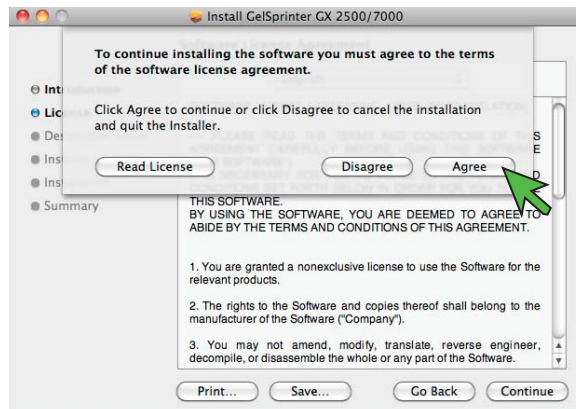 Install GelSprinter GX 2500/7000
To continue installing the software you must agree to the terms
of the software license agreement.
Click Agree to continue or click Disagree to cancel the installation
and quit the Installer.
Read License
Disagree
Agree
Summary
THIS SOFTWARE.
BY USING THE SOFTWARE, YOU ARE DEEMED TO AGREE TO
ABIDE BY THE TERMS AND CONDITIONS OF THIS AGREEMENT.
1. You are granted a nonexclusive license to use the Software for the
relevant products.
2. The rights to the Software and copies thereof shall belong to the
manufacturer of the Software ("Company").
3. You may not amend, modify, translate, reverse engineer,
decompile, or disassemble the whole or any part of the Software.
Print...
Save...
Go Back
Continue